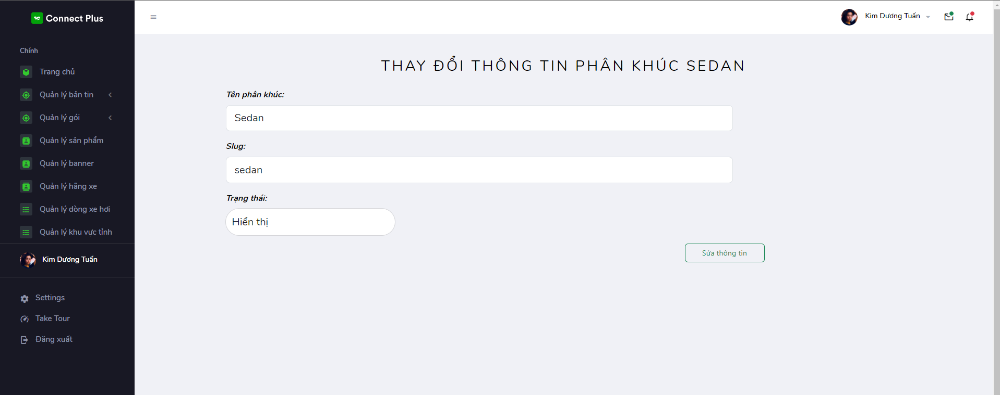 Connect Plus
Kim Dương Tuấn
Chính
Trang chủ
Quản lý bản tin
Quản lý gói
Quản lý sản phẩm
Quản lý banner
Quản lý hãng xe
Quản lý dòng xe hơi
Quản lý khu vực tỉnh
Kim Dương Tuấn
Settings
Take Tour
Đăng xuất
THAY ĐỔI THÔNG TIN PHÂN KHÚC SEDAN
Tên phân khúc:
Sedan
Slug:
sedan
Trạng thái:
Hiển thị
Sửa thông tin